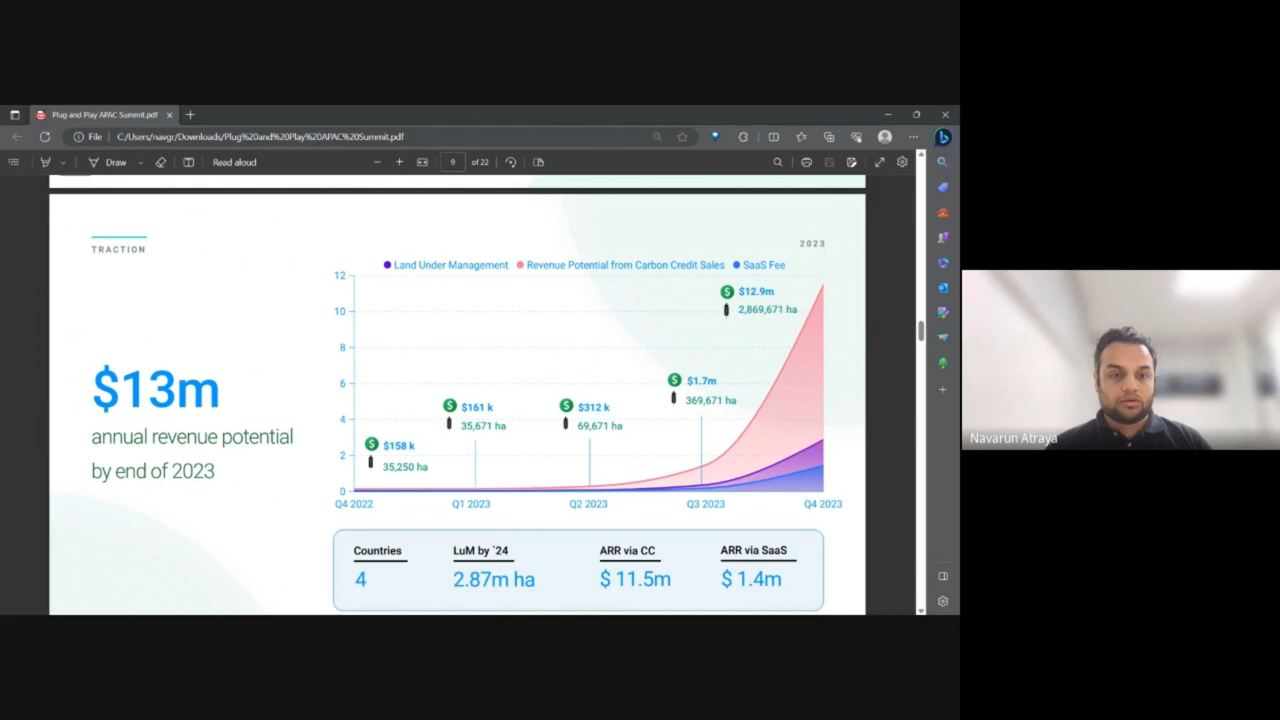 Plug and Play APAC Summit.pdf
File
C:/Users/navgr/Downloads/Plug%20and%20Play%20APAC%20Summit.pdf
Draw
Read aloud
9 of 22
TRACTION
2023
Land Under Management Revenue Potential from Carbon Credit Sales SaaS Fee
12
10
8
6
4
2
0
$12.9m
2,869,671 ha
$1.7m
369,671 ha
$312 k
69,671 ha
$161 k
35,671 ha
$158 k
35,250 ha
Q4 2022 Q1 2023 Q2 2023 Q3 2023 Q4 2023
$13m
annual revenue potential
by end of 2023
Countries LuM by `24 ARR via CC ARR via SaaS
4 2.87m ha $ 11.5m $ 1.4m
Navarun Atraya